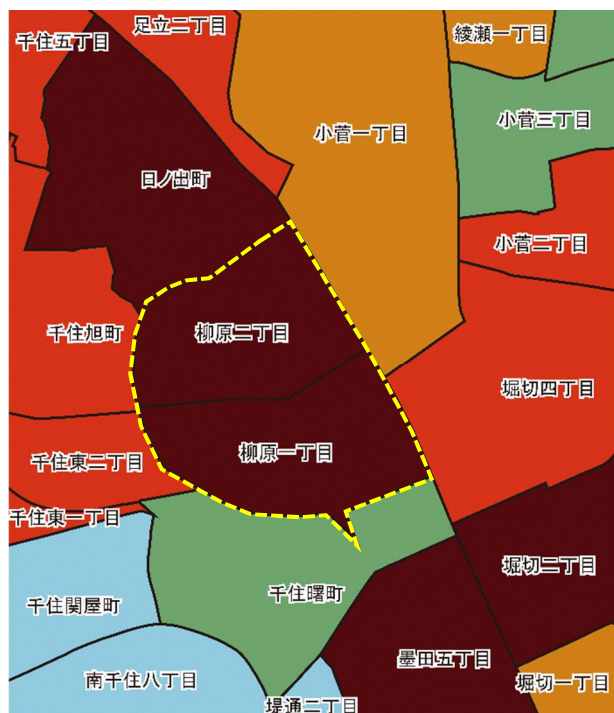 足立二丁目
千住五丁目
綾瀬一丁目
小菅三丁目
小菅一丁目
日ノ出町
小菅二丁目
千住旭町
柳原二丁目
堀切四丁目
柳原一丁目
千住東二丁目
千住東一丁目
堀切二丁目
千住曙町
千住関屋町
墨田五丁目
南千住八丁目
堀切一丁目
堤通二丁目